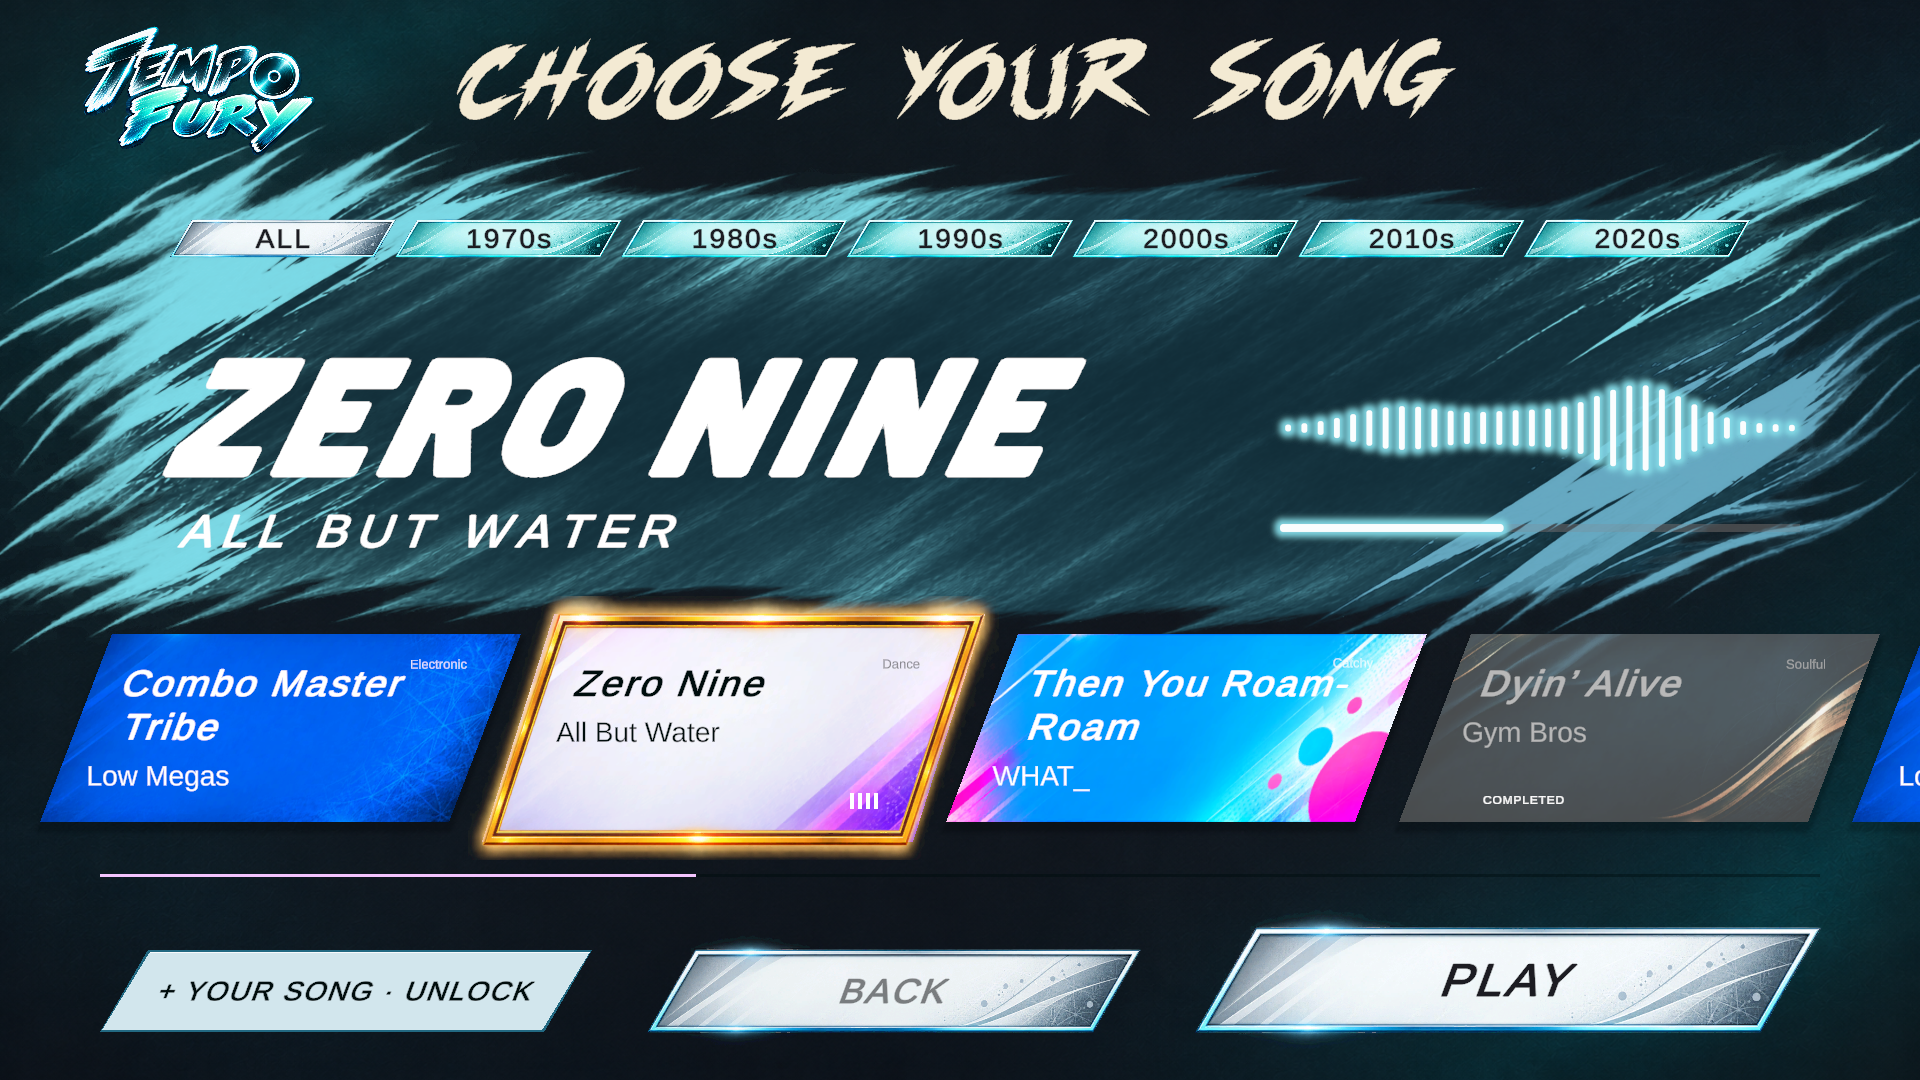 TEMPO
FURY
CHOOSE YOUR SONG
ALL
1970s
1980s
1990s
2000s
2010s
2020s
ZERO NINE
ALL BUT WATER
Electronic
Combo Master
Tribe
Low Megas
Dance
Zero Nine
All But Water
Catchy
Then You Roam-
Roam
WHAT_
Soulful
Dyin’ Alive
Gym Bros
COMPLETED
Lo
+ YOUR SONG · UNLOCK
BACK
PLAY